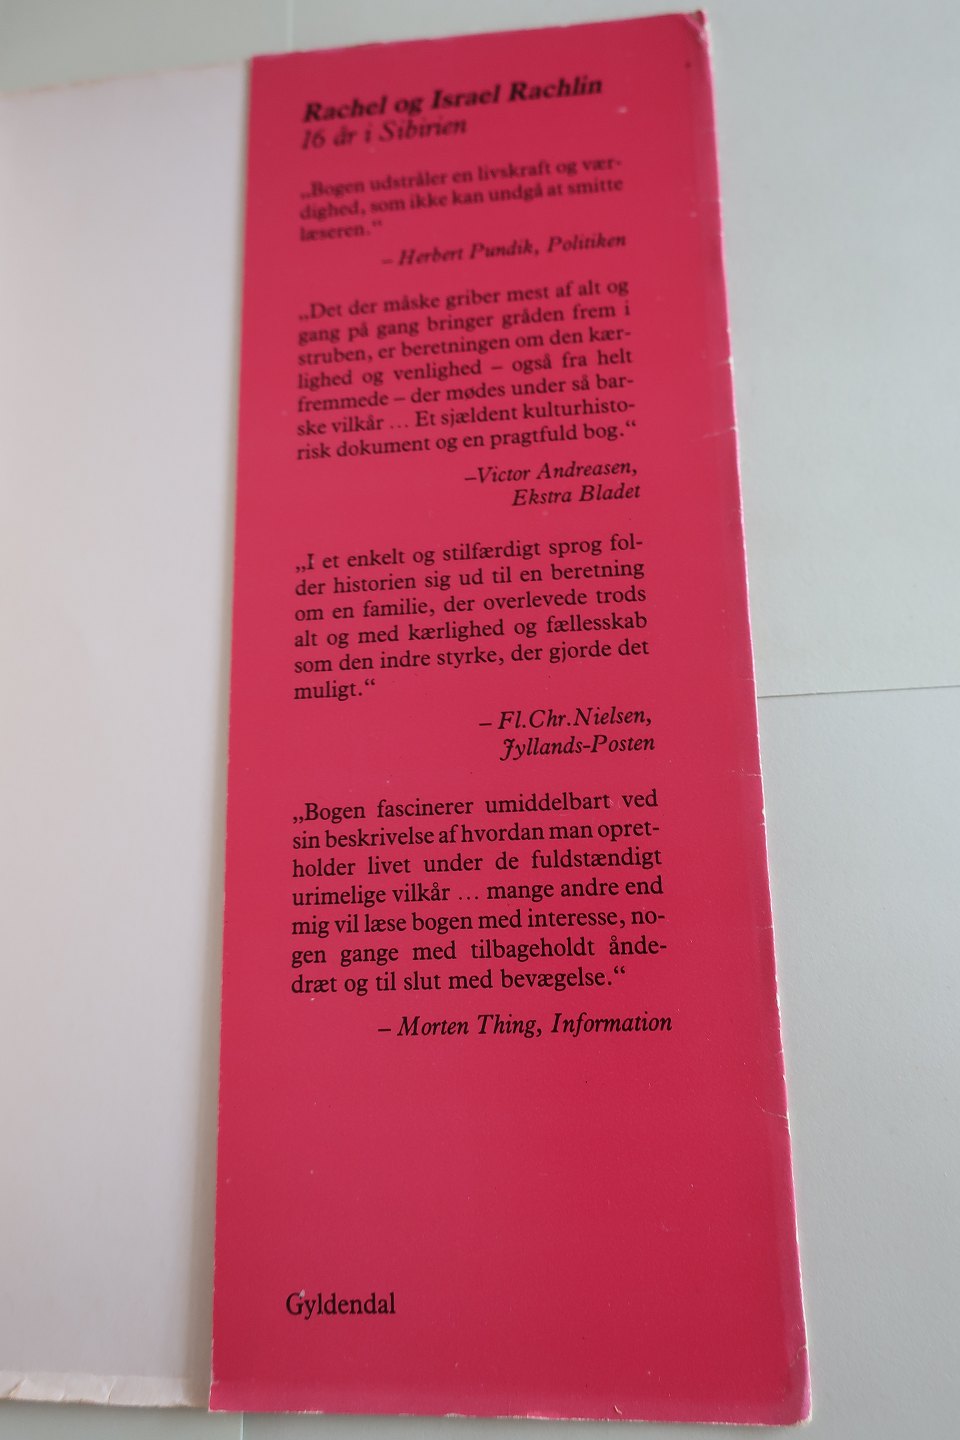 Rachel og Israel Rachlin
16 år i Sibirien
„Bogen udstråler en livskraft og vær-
dighed, som ikke kan undgå at smitte
læseren.“
– Herbert Pundik, Politiken
„Det der måske griber mest af alt og
gang på gang bringer gråden frem i
struben, er beretningen om den kær-
lighed og venlighed – også fra helt
fremmede – der mødes under så bar-
ske vilkår ... Et sjældent kulturhisto-
risk dokument og en pragtfuld bog.“
–Victor Andreasen,
Ekstra Bladet
„I et enkelt og stilfærdigt sprog fol-
der historien sig ud til en beretning
om en familie, der overlevede trods
alt og med kærlighed og fællesskab
som den indre styrke, der gjorde det
muligt.“
– Fl.Chr.Nielsen,
Jyllands-Posten
„Bogen fascinerer umiddelbart ved
sin beskrivelse af hvordan man opret-
holder livet under de fuldstændigt
urimelige vilkår ... mange andre end
mig vil læse bogen med interesse, no-
gen gange med tilbageholdt ånde-
dræt og til slut med bevægelse.“
– Morten Thing, Information
Gyldendal